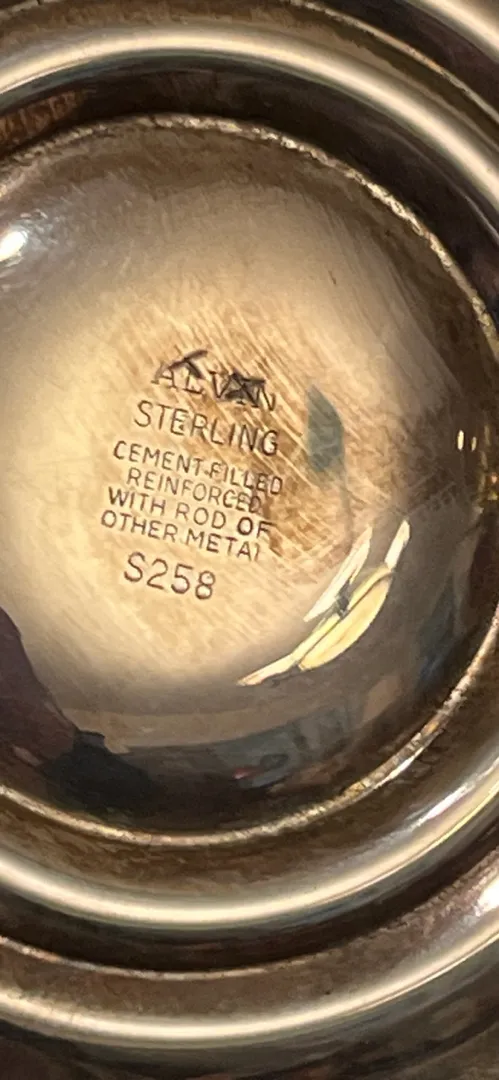 ALVIN
STERLING
CEMENT-FILLED
REINFORCED
WITH ROD OF
OTHER METAL
S258